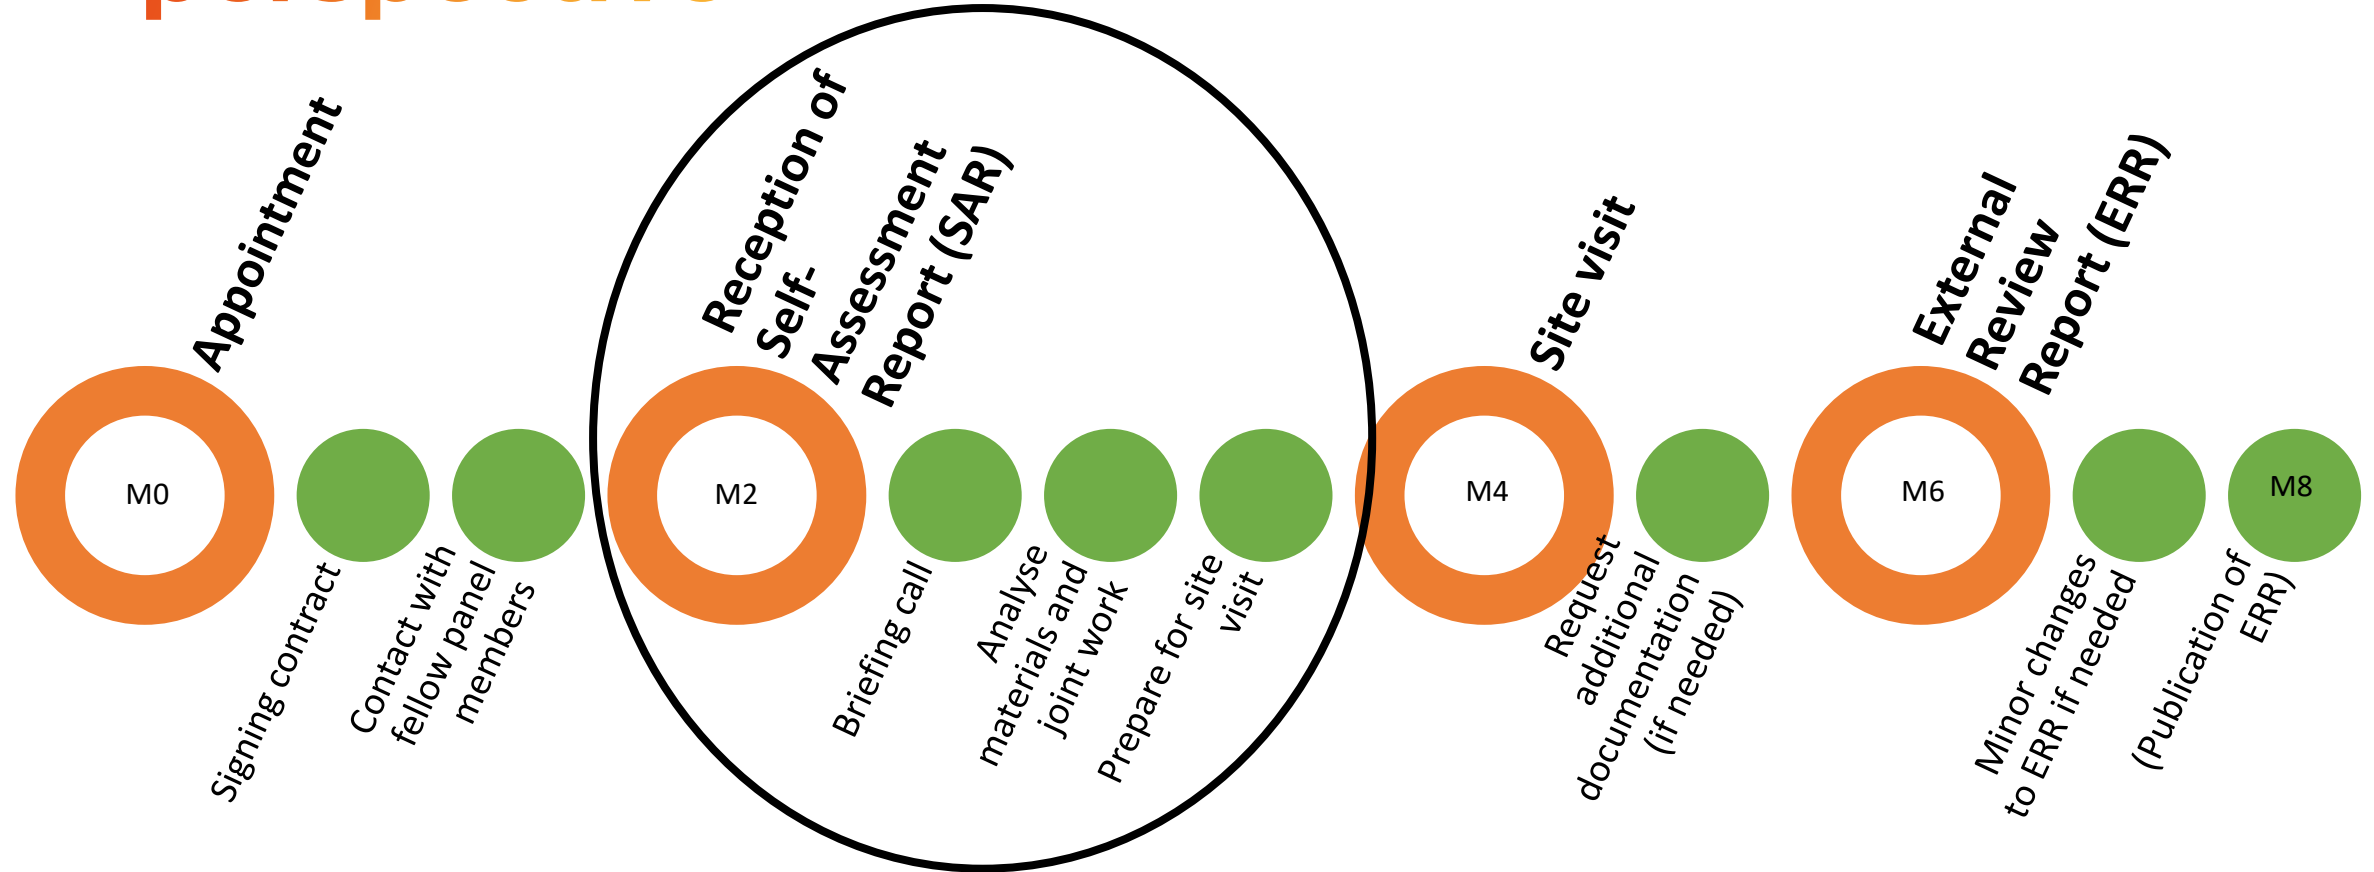 perspective
Appointment
M0
Signing contract
Contact with
fellow panel
members
Reception of
Self-
Assessment
Report (SAR)
M2
Briefing call
Analyse
materials and
joint work
Prepare for site
visit
Site visit
M4
Request
additional
documentation
(if needed)
External
Review
Report (ERR)
M6
Minor changes
to ERR if needed
M8
(Publication of
ERR)